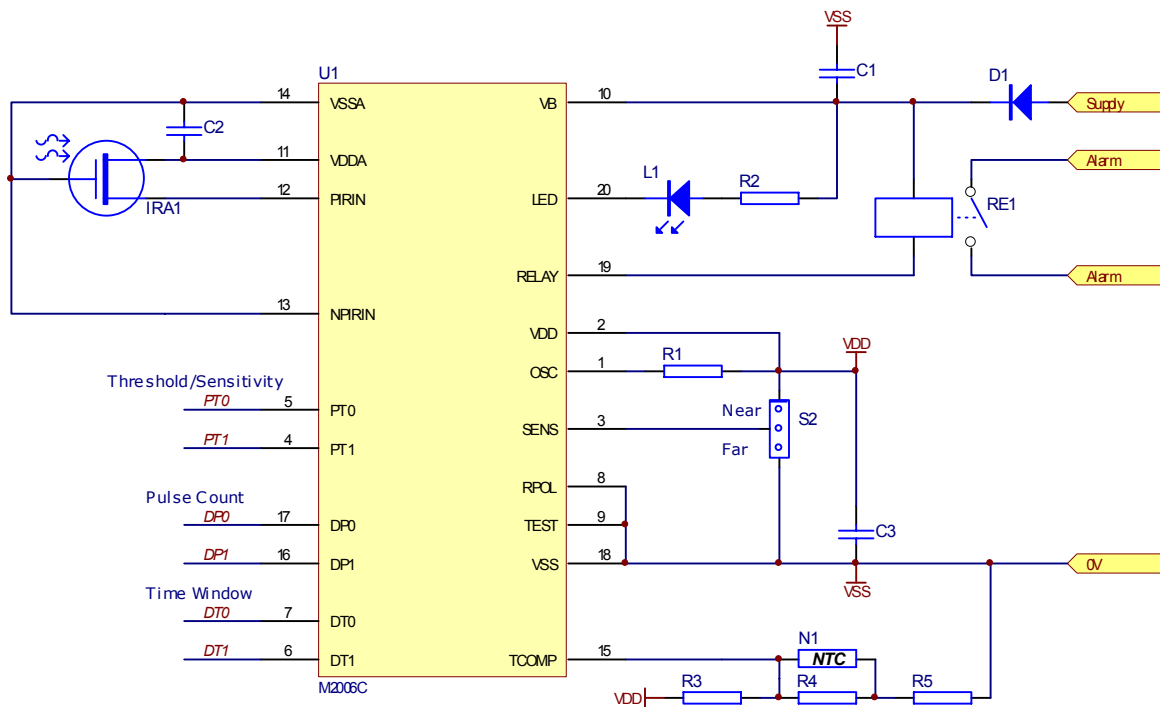 VSS
U1
C1
D1
14 VSSA
VB 10
Supply
C2
11 VDDA
L1
Alarm
R2
12 PIRIN
LED 20
IRA1
RE1
RELAY 19
Alarm
13 NPIRIN
VDD 2
VDD
OSC 1
R1
Threshold/Sensitivity
PT0 5 PT0
Near
S2
SENS 3
PT1 4 PT1
Far
RPOL 8
Pulse Count
DP0 17 DP0
TEST 9
C3
DP1 16 DP1
VSS 18
0V
VSS
Time Window
DT0 7 DT0
N1
DT1 6 DT1
TCOMP 15
NTC
M2006C
VDD
R3
R4
R5